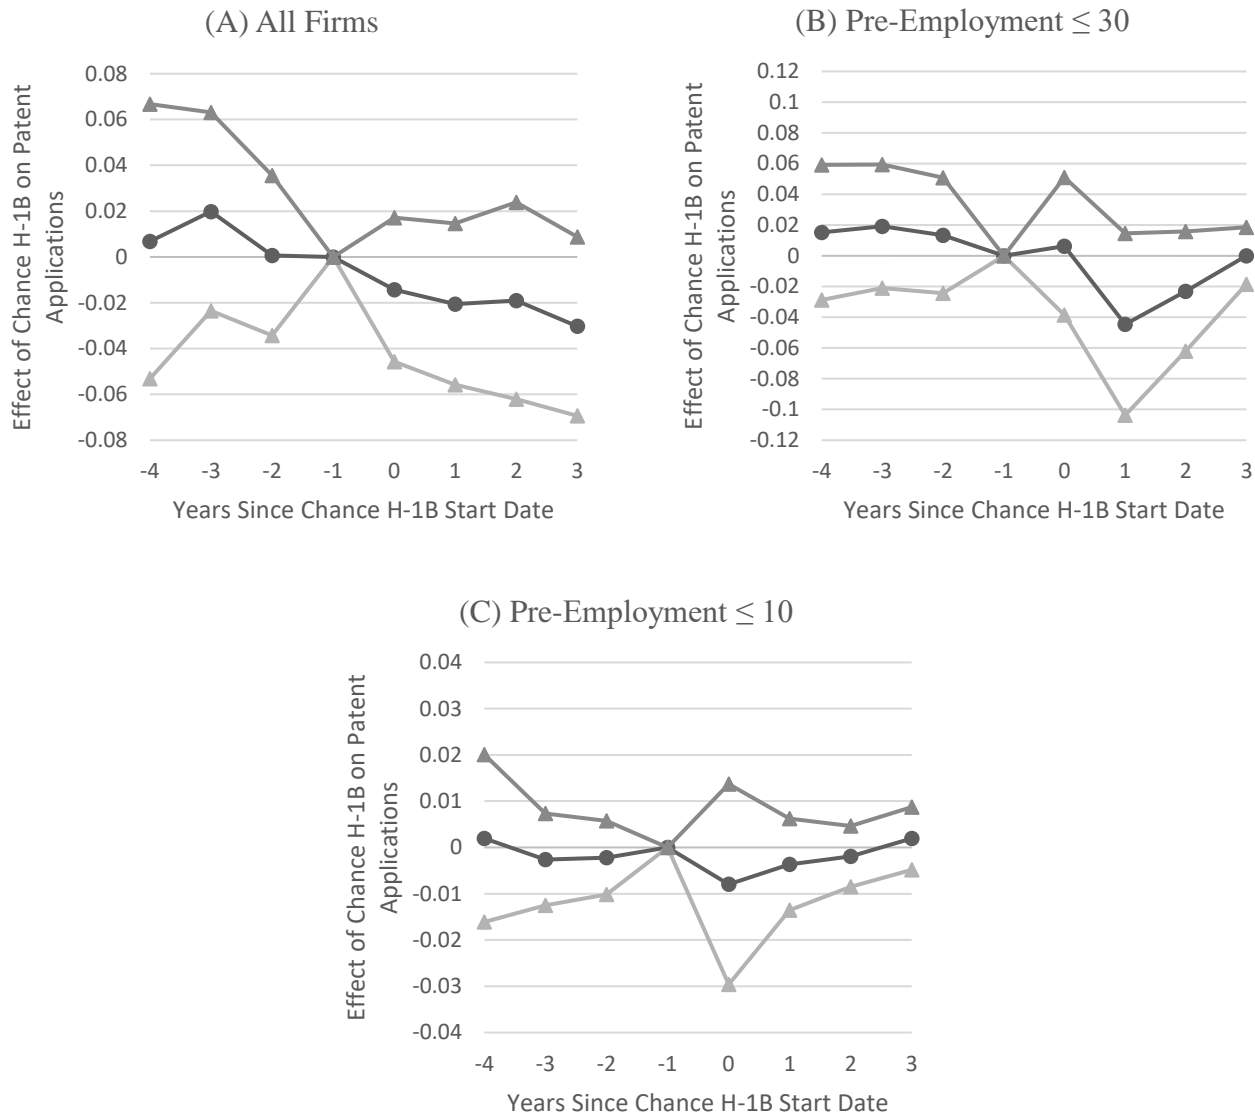 (A) All Firms
Effect of Chance H-1B on Patent
Applications
0.08
0.06
0.04
0.02
0
-0.02
-0.04
-0.06
-0.08
-4 -3 -2 -1 0 1 2 3
Years Since Chance H-1B Start Date
(B) Pre-Employment ≤ 30
Effect of Chance H-1B on Patent
Applications
0.12
0.1
0.08
0.06
0.04
0.02
0
-0.02
-0.04
-0.06
-0.08
-0.1
-0.12
-4 -3 -2 -1 0 1 2 3
Years Since Chance H-1B Start Date
(C) Pre-Employment ≤ 10
Effect of Chance H-1B on Patent
Applications
0.04
0.03
0.02
0.01
0
-0.01
-0.02
-0.03
-0.04
-4 -3 -2 -1 0 1 2 3
Years Since Chance H-1B Start Date